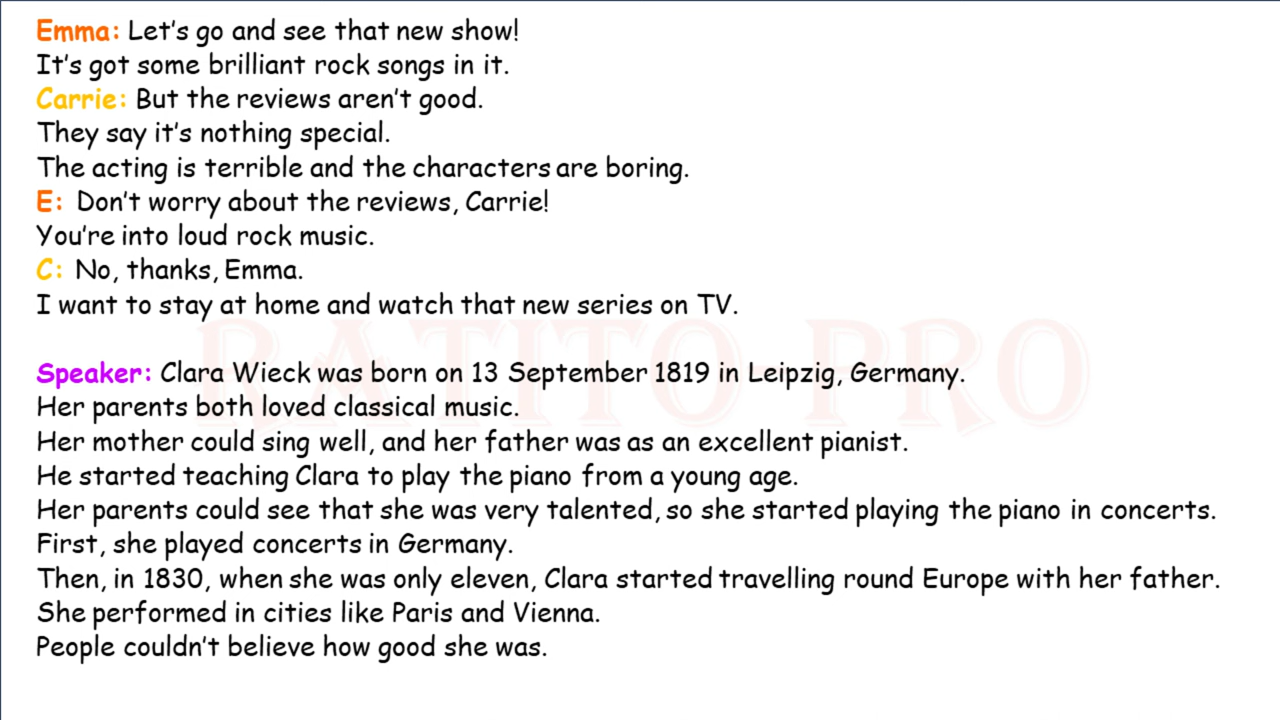 Emma: Let's go and see that new show!
It's got some brilliant rock songs in it.
Carrie: But the reviews aren't good.
They say it's nothing special.
The acting is terrible and the characters are boring.
E: Don't worry about the reviews, Carrie!
You're into loud rock music.
C: No, thanks, Emma.
I want to stay at home and watch that new series on TV.
RATITO PRO
Speaker: Clara Wieck was born on 13 September 1819 in Leipzig, Germany.
Her parents both loved classical music.
Her mother could sing well, and her father was as an excellent pianist.
He started teaching Clara to play the piano from a young age.
Her parents could see that she was very talented, so she started playing the piano in concerts.
First, she played concerts in Germany.
Then, in 1830, when she was only eleven, Clara started travelling round Europe with her father.
She performed in cities like Paris and Vienna.
People couldn't believe how good she was.